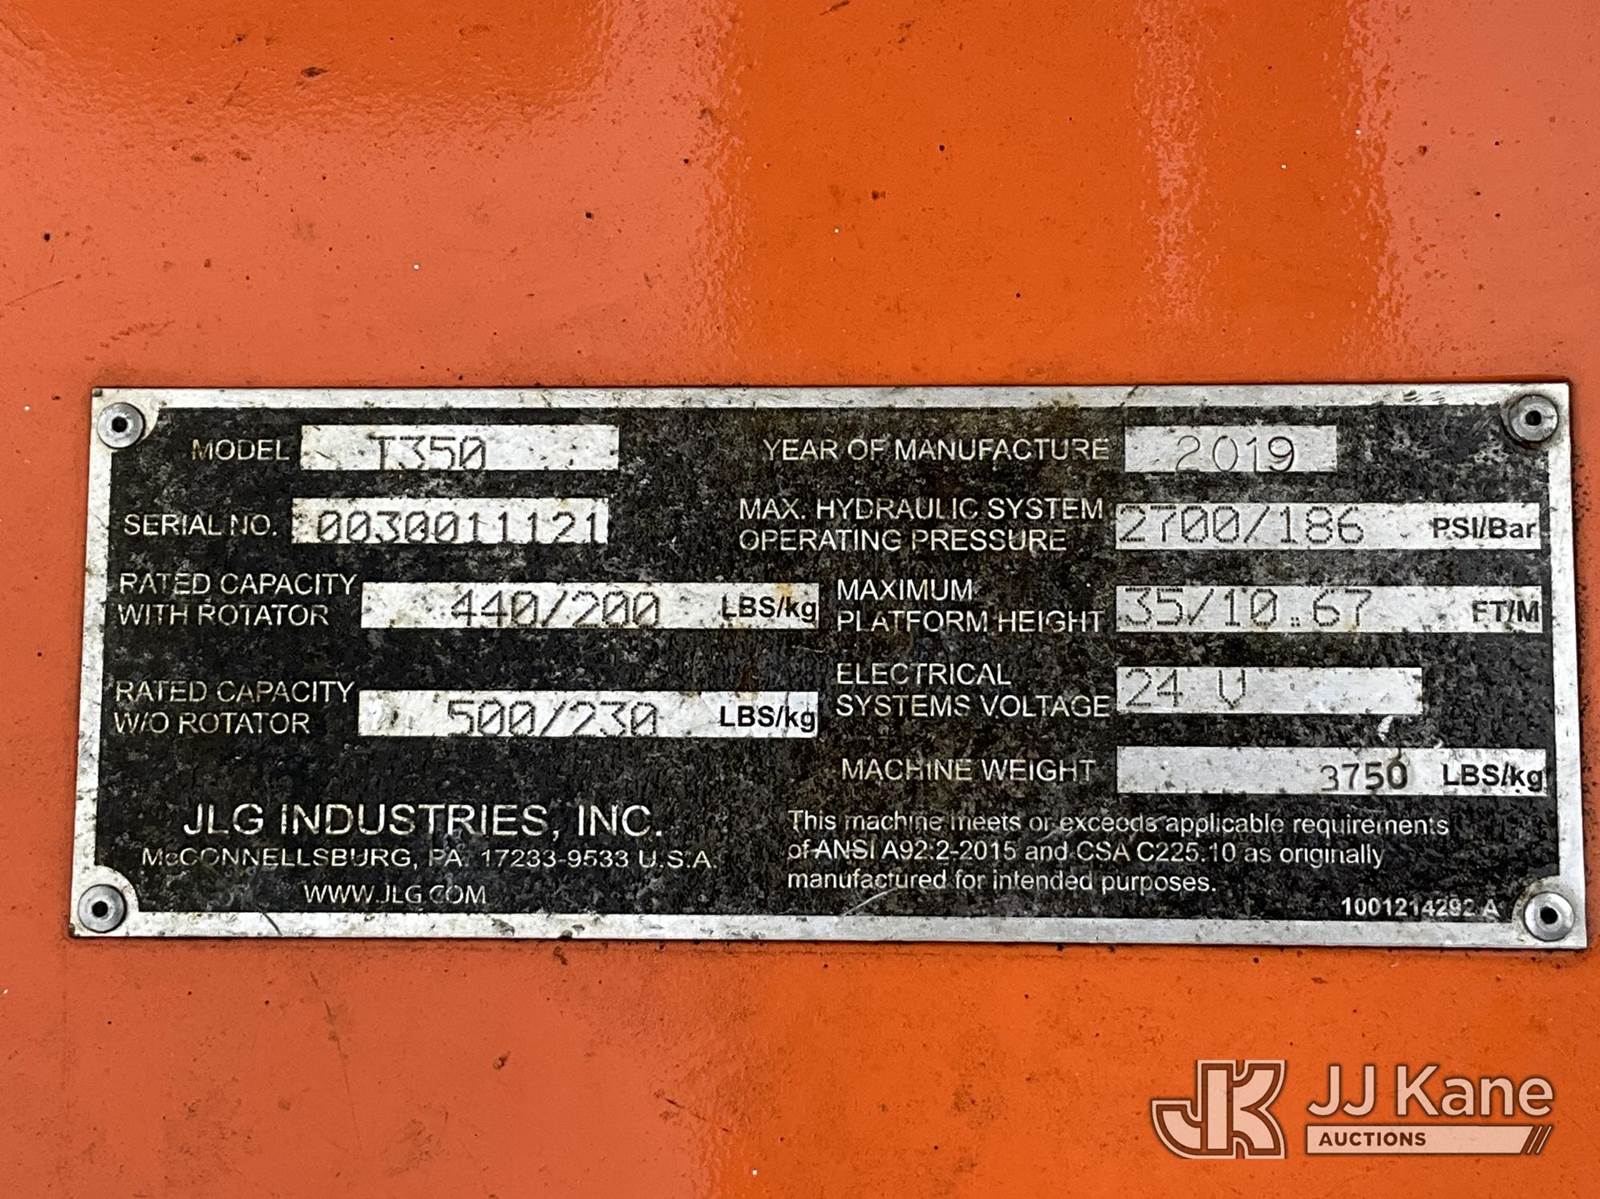 MODEL T350
SERIAL NO. 0030011121
RATED CAPACITY
WITH ROTATOR 440/200 LBS/kg
RATED CAPACITY
W/O ROTATOR 500/230 LBS/kg
JLG INDUSTRIES, INC.
McCONNELLSBURG, PA. 17233-9533 U.S.A.
WWW.JLG.COM
YEAR OF MANUFACTURE 2019
MAX. HYDRAULIC SYSTEM
OPERATING PRESSURE 2700/186 PSI/Bar
MAXIMUM
PLATFORM HEIGHT 35/10.67 FT/M
ELECTRICAL
SYSTEMS VOLTAGE 24 V
MACHINE WEIGHT 3750 LBS/kg
This machine meets or exceeds applicable requirements
of ANSI A92.2-2015 and CSA C225.10 as originally
manufactured for intended purposes.
1001214292 A
JK JJ Kane
AUCTIONS